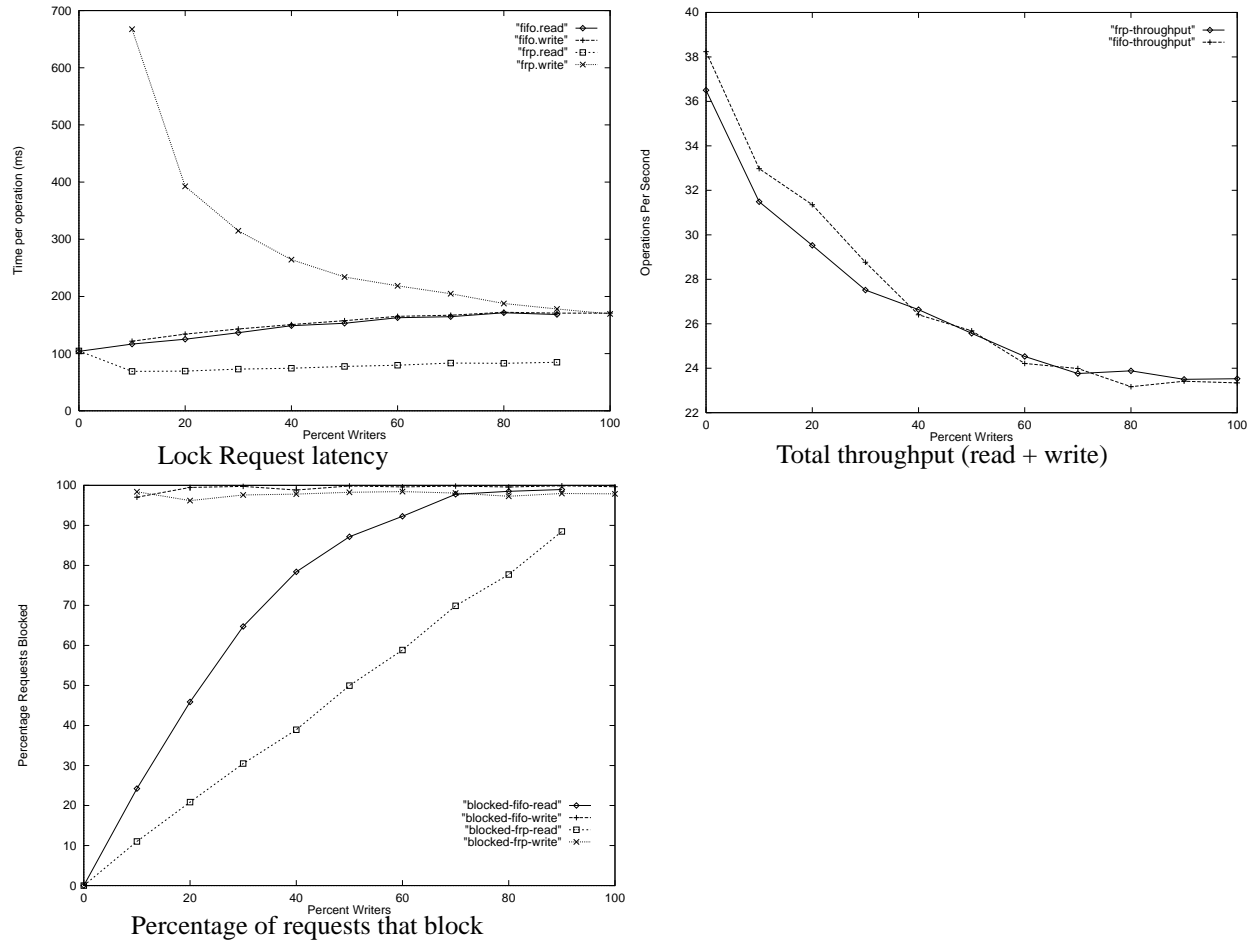 700
600
500
400
300
200
100
0
Time per operation (ms)
"fifo.read"
"fifo.write"
"frp.read"
"frp.write"
0 20 40 60 80 100
Percent Writers
Lock Request latency
40
38
36
34
32
30
28
26
24
22
Operations Per Second
"frp-throughput"
"fifo-throughput"
0 20 40 60 80 100
Percent Writers
Total throughput (read + write)
100
90
80
70
60
50
40
30
20
10
0
Percentage Requests Blocked
"blocked-fifo-read"
"blocked-fifo-write"
"blocked-frp-read"
"blocked-frp-write"
0 20 40 60 80 100
Percent Writers
Percentage of requests that block